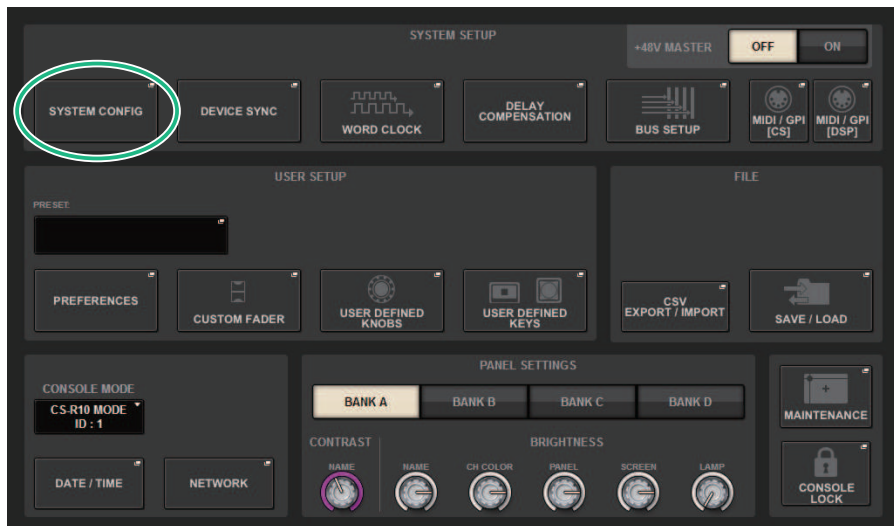 SYSTEM SETUP
+48V MASTER
OFF
ON
SYSTEM CONFIG
DEVICE SYNC
WORD CLOCK
DELAY
COMPENSATION
BUS SETUP
MIDI / GPI
[CS]
MIDI / GPI
[DSP]
USER SETUP
PRESET:
PREFERENCES
CUSTOM FADER
USER DEFINED
KNOBS
USER DEFINED
KEYS
FILE
CSV
EXPORT / IMPORT
SAVE / LOAD
CONSOLE MODE
CS-R10 MODE
ID : 1
DATE / TIME
NETWORK
PANEL SETTINGS
BANK A
BANK B
BANK C
BANK D
CONTRAST
BRIGHTNESS
NAME
NAME
CH COLOR
PANEL
SCREEN
LAMP
MAINTENANCE
CONSOLE
LOCK